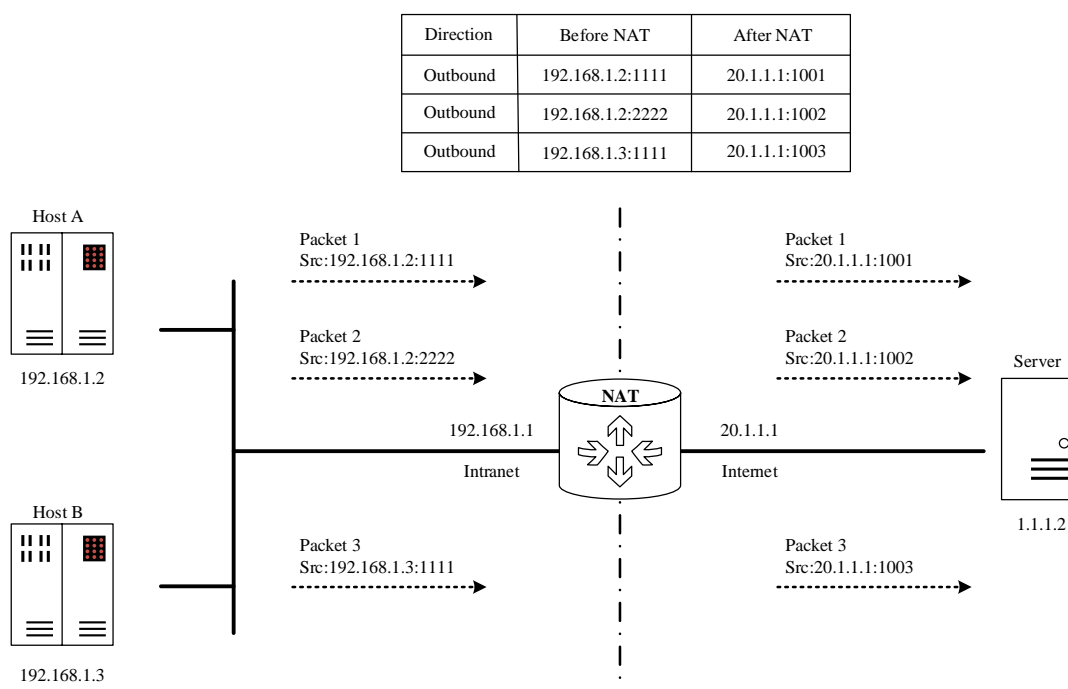 Direction Before NAT After NAT
Outbound 192.168.1.2:1111 20.1.1.1:1001
Outbound 192.168.1.2:2222 20.1.1.1:1002
Outbound 192.168.1.3:1111 20.1.1.1:1003
Host A
192.168.1.2
Packet 1
Src:192.168.1.2:1111
Packet 1
Src:20.1.1.1:1001
Packet 2
Src:192.168.1.2:2222
Packet 2
Src:20.1.1.1:1002
Server
1.1.1.2
NAT
192.168.1.1
Intranet
20.1.1.1
Internet
Host B
192.168.1.3
Packet 3
Src:192.168.1.3:1111
Packet 3
Src:20.1.1.1:1003